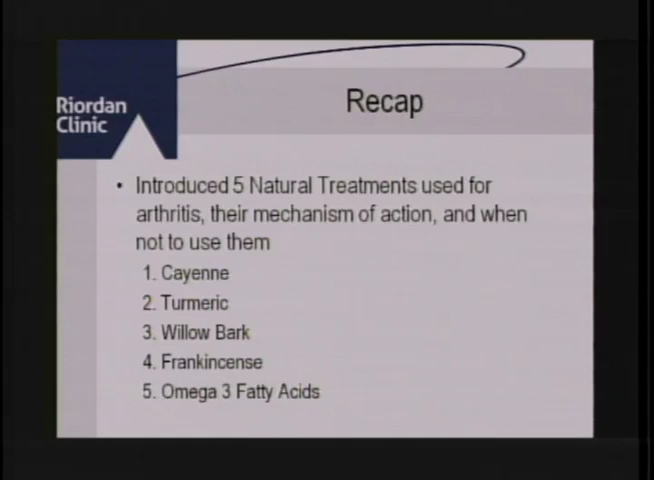 Riordan
Clinic
Recap
• Introduced 5 Natural Treatments used for
arthritis, their mechanism of action, and when
not to use them
1. Cayenne
2. Turmeric
3. Willow Bark
4. Frankincense
5. Omega 3 Fatty Acids